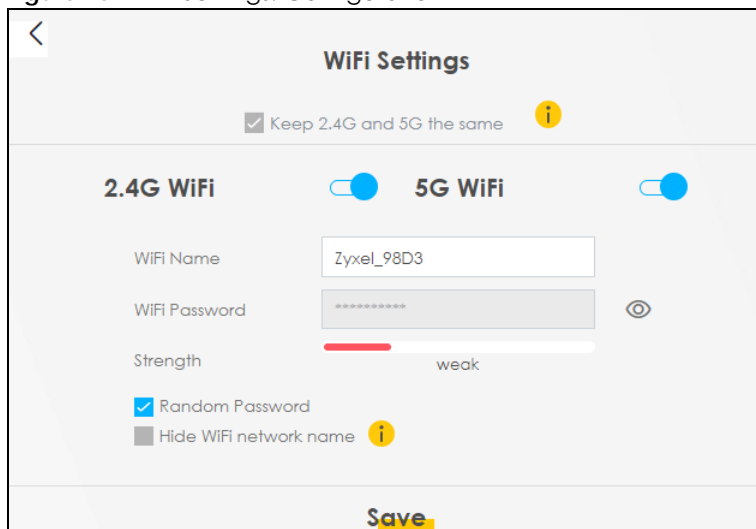 WiFi Settings
Keep 2.4G and 5G the same i
2.4G WiFi 5G WiFi
WiFi Name Zyxel_98D3
WiFi Password **********
Strength
weak
Random Password
Hide WiFi network name i
Save